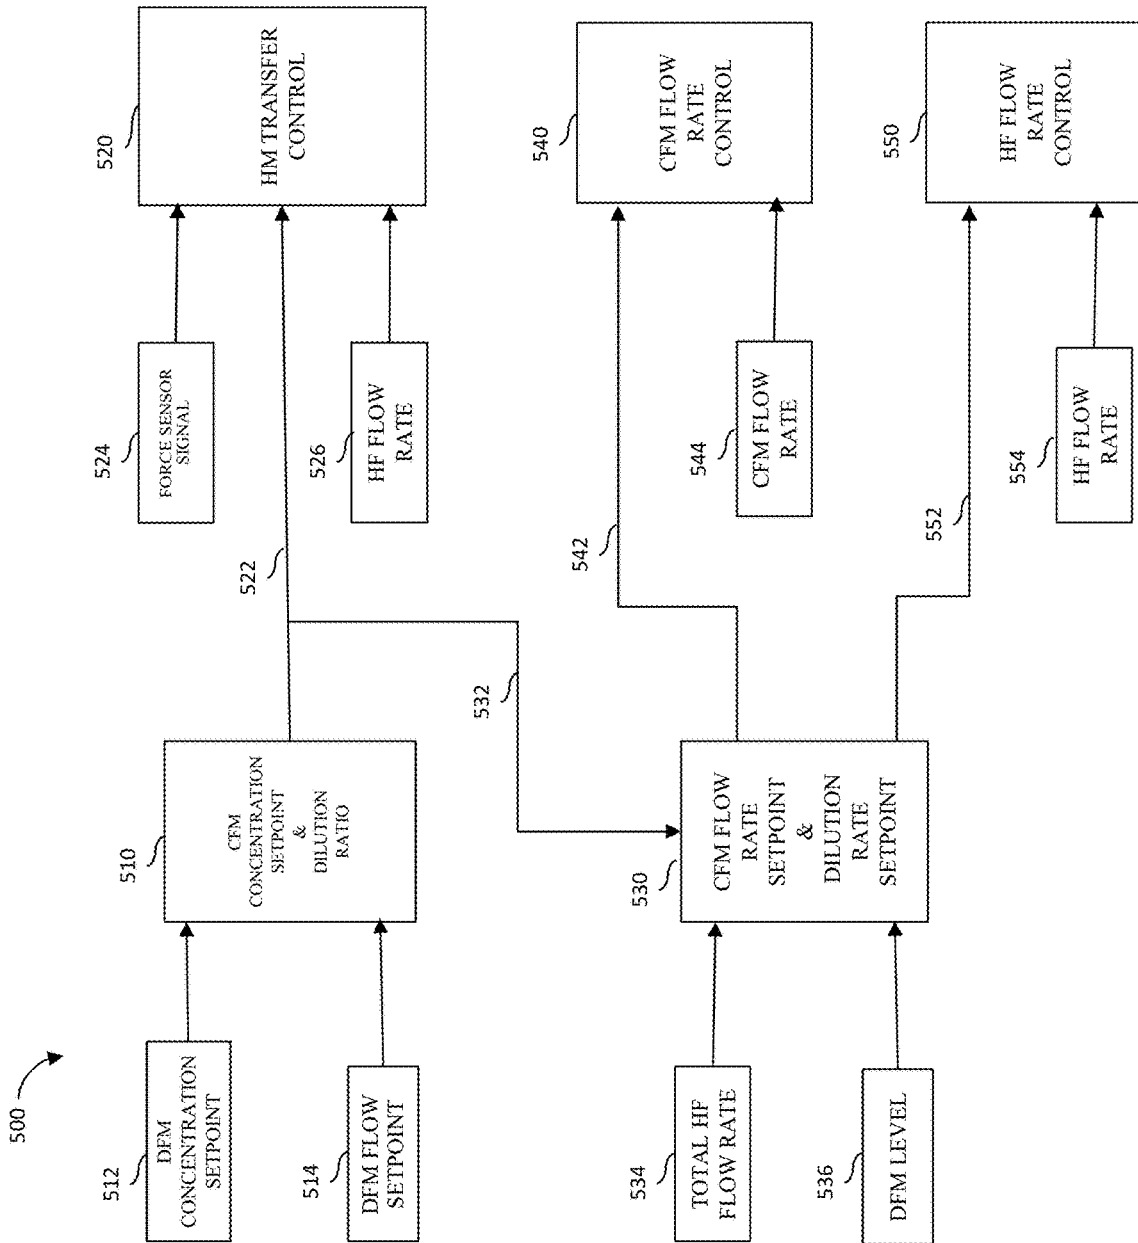 500
512
DFM
CONCENTRATION
SETPOINT
514
DFM FLOW
SETPOINT
534
TOTAL HF
FLOW RATE
536
DFM LEVEL
510
CFM
CONCENTRATION
SETPOINT
&
DILUTION
RATIO
530
CFM FLOW
RATE
SETPOINT
&
DILUTION
RATE
SETPOINT
532
522
542
552
524
FORCE SENSOR
SIGNAL
526
HF FLOW
RATE
544
CFM FLOW
RATE
554
HF FLOW
RATE
520
HM TRANSFER
CONTROL
540
CFM FLOW
RATE
CONTROL
550
HF FLOW
RATE
CONTROL